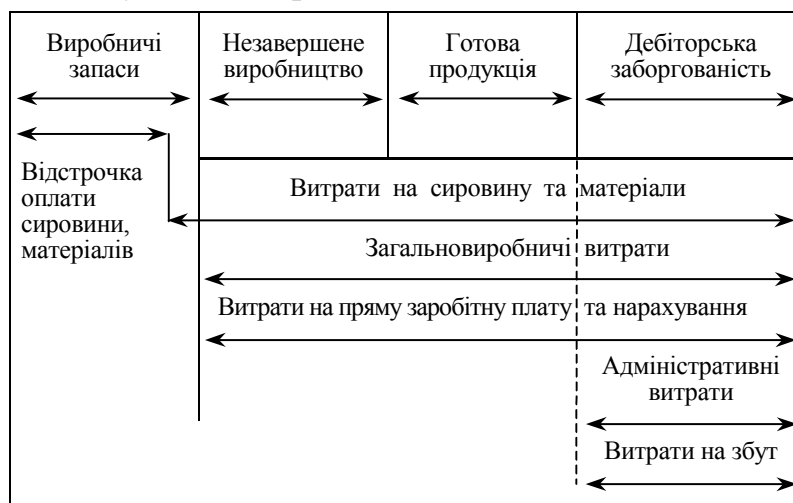 Виробничі
запаси
Незавершене
виробництво
Готова
продукція
Дебіторська
заборгованість
Відстрочка
оплати
сировини,
матеріалів
Витрати на сировину та матеріали
Загальновиробничі витрати
Витрати на пряму заробітну плату та нарахування
Адміністративні
витрати
Витрати на збут